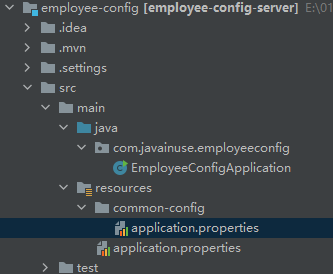 employee-config [employee-config-server] E:\01
.idea
.mvn
.settings
src
main
java
com.javainuse.employeeconfig
EmployeeConfigApplication
resources
common-config
application.properties
application.properties
test